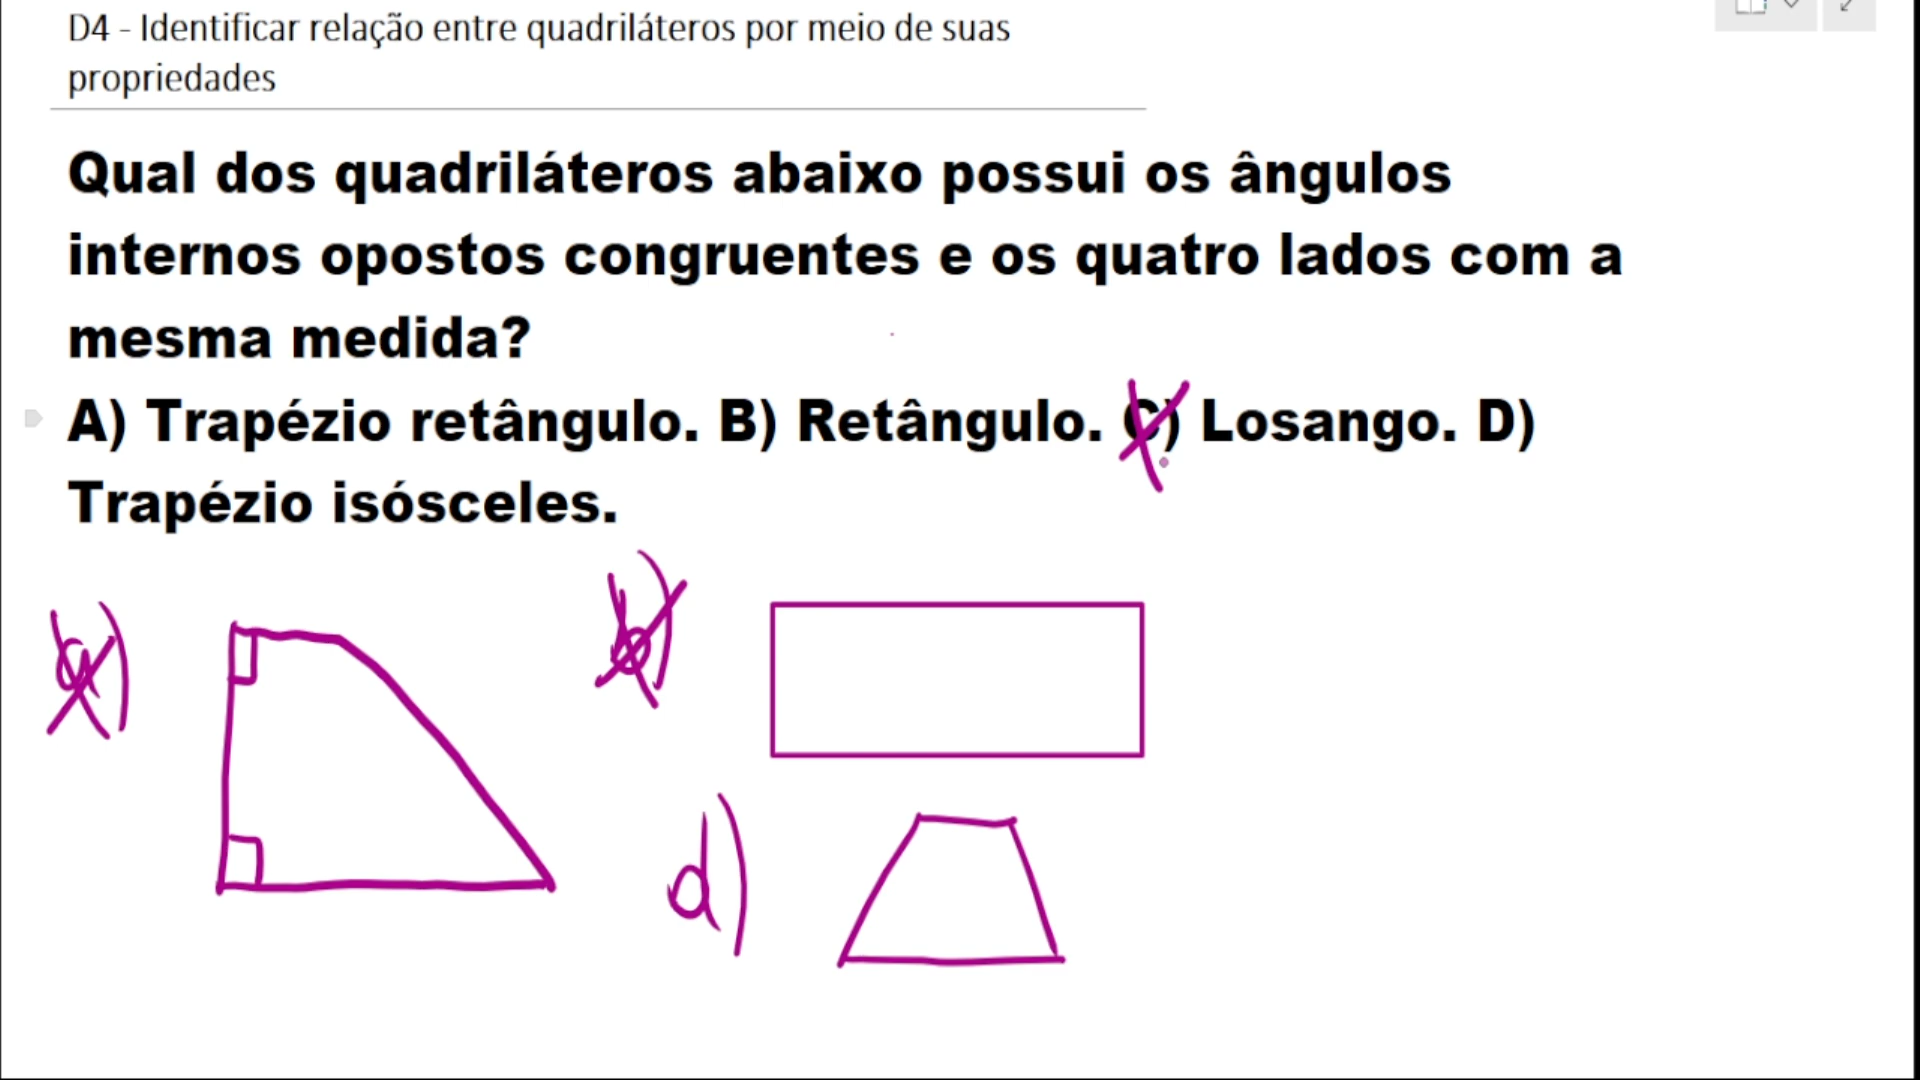 D4 - Identificar relação entre quadriláteros por meio de suas
propriedades
Qual dos quadriláteros abaixo possui os ângulos
internos opostos congruentes e os quatro lados com a
mesma medida?
A) Trapézio retângulo. B) Retângulo. C) Losango. D)
Trapézio isósceles.
a)
b)
d)